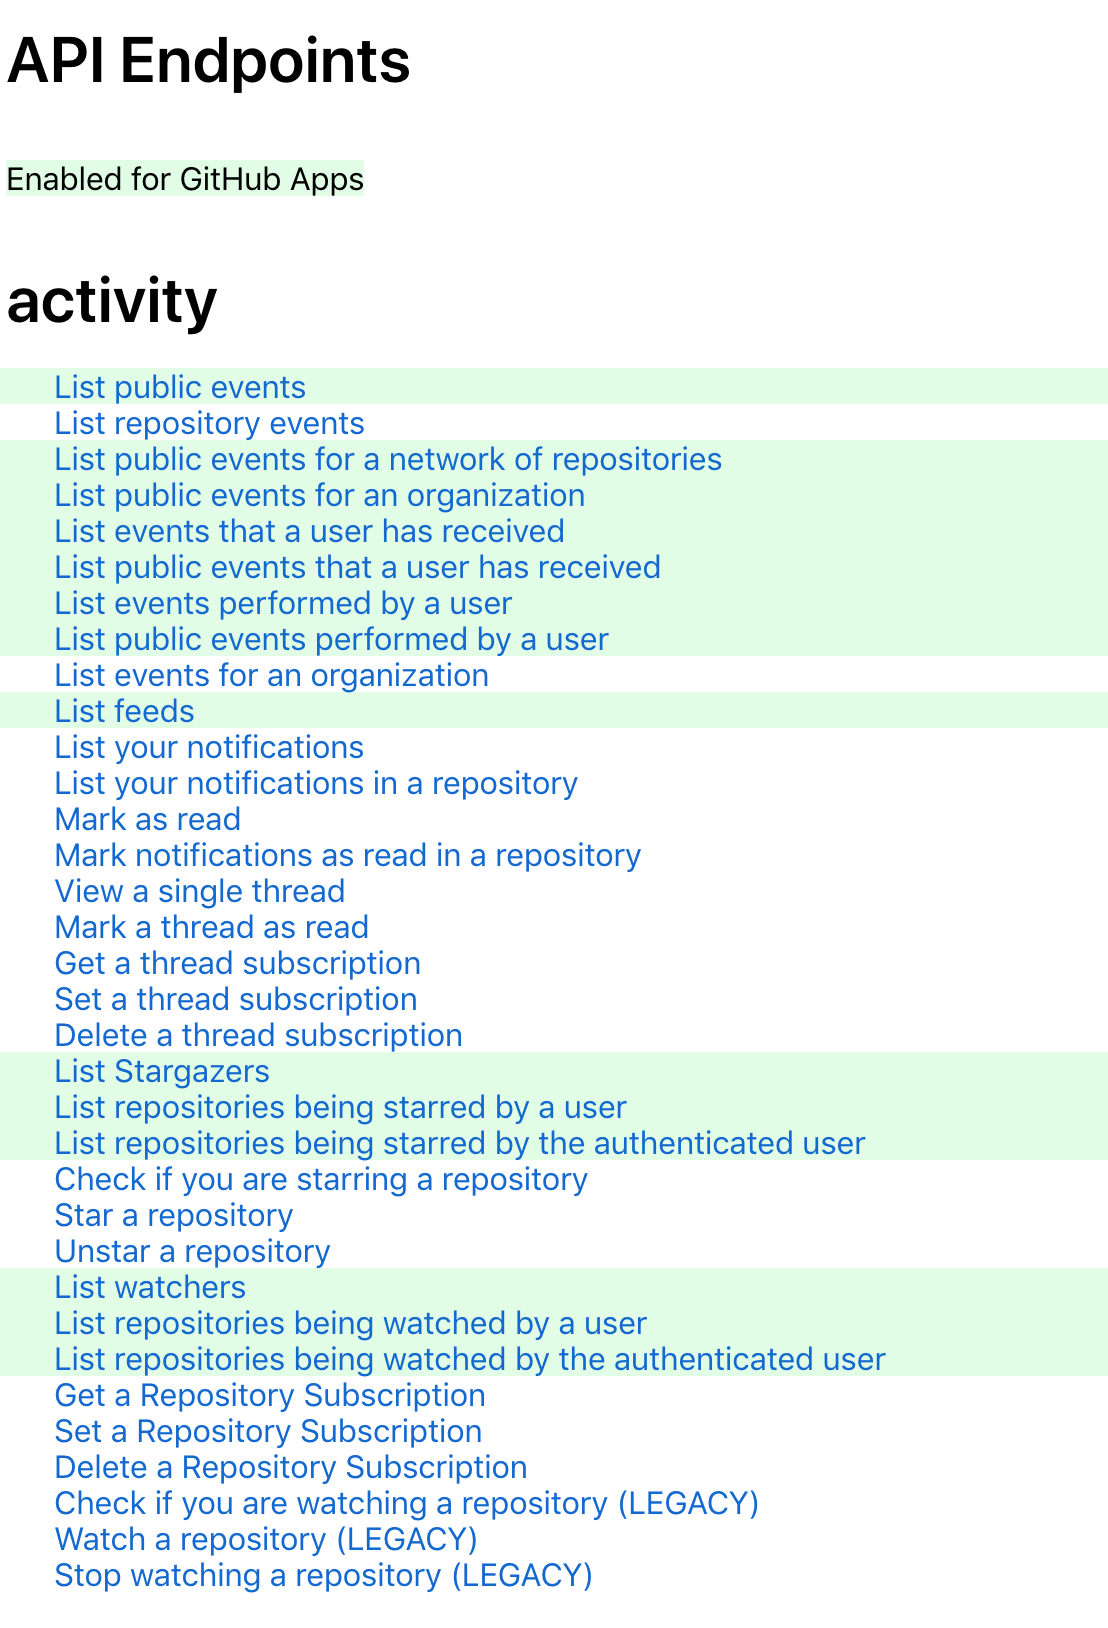 API Endpoints
Enabled for GitHub Apps
activity
List public events
List repository events
List public events for a network of repositories
List public events for an organization
List events that a user has received
List public events that a user has received
List events performed by a user
List public events performed by a user
List events for an organization
List feeds
List your notifications
List your notifications in a repository
Mark as read
Mark notifications as read in a repository
View a single thread
Mark a thread as read
Get a thread subscription
Set a thread subscription
Delete a thread subscription
List Stargazers
List repositories being starred by a user
List repositories being starred by the authenticated user
Check if you are starring a repository
Star a repository
Unstar a repository
List watchers
List repositories being watched by a user
List repositories being watched by the authenticated user
Get a Repository Subscription
Set a Repository Subscription
Delete a Repository Subscription
Check if you are watching a repository (LEGACY)
Watch a repository (LEGACY)
Stop watching a repository (LEGACY)